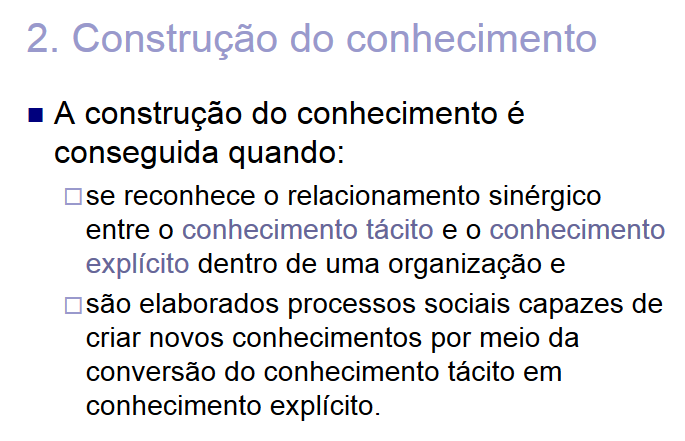 2. Construção do conhecimento
A construção do conhecimento é
conseguida quando:
se reconhece o relacionamento sinérgico
entre o conhecimento tácito e o conhecimento
explícito dentro de uma organização e
são elaborados processos sociais capazes de
criar novos conhecimentos por meio da
conversão do conhecimento tácito em
conhecimento explícito.